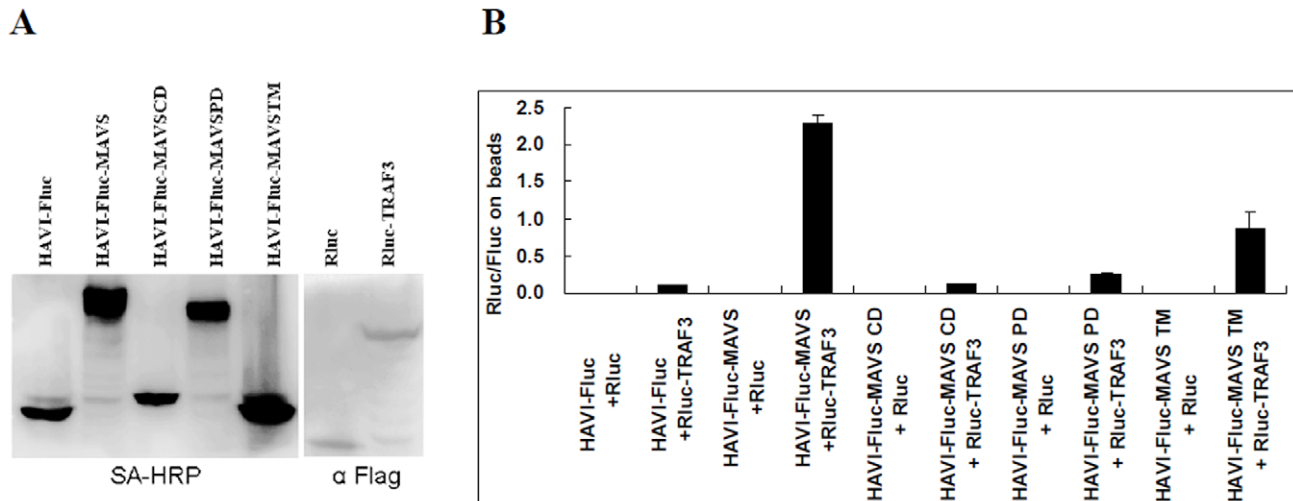 A
HAVI-Fluc
HAVI-Fluc-MAVS
HAVI-Fluc-MAVSCD
HAVI-Fluc-MAVSPD
HAVI-Fluc-MAVSTM
Rluc
Rluc-TRAF3
SA-HRP
α Flag
B
Rluc/Fluc on beads
2.5
2.0
1.5
1.0
0.5
0.0
HAVI-Fluc
+Rluc
HAVI-Fluc
+Rluc-TRAF3
HAVI-Fluc-MAVS
+Rluc
HAVI-Fluc-MAVS
+Rluc-TRAF3
HAVI-Fluc-MAVS CD
+ Rluc
HAVI-Fluc-MAVS CD
+ Rluc-TRAF3
HAVI-Fluc-MAVS PD
+ Rluc
HAVI-Fluc-MAVS PD
+ Rluc-TRAF3
HAVI-Fluc-MAVS TM
+ Rluc
HAVI-Fluc-MAVS TM
+ Rluc-TRAF3